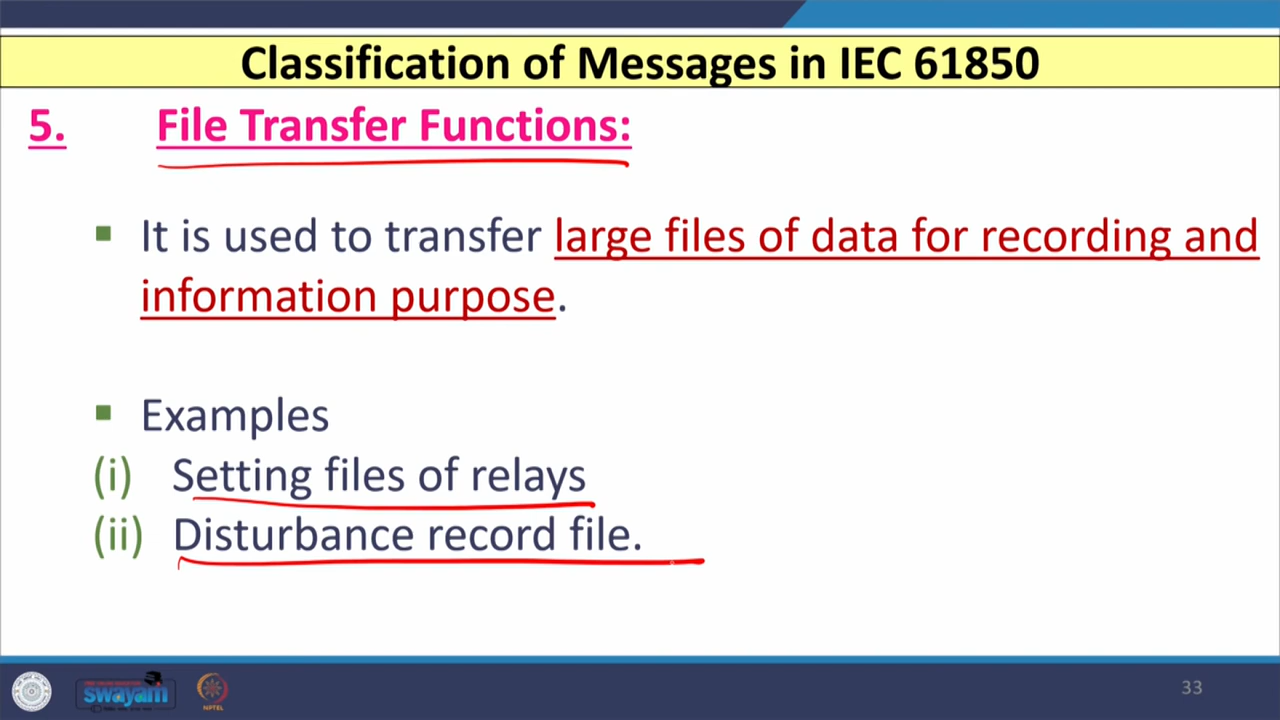 Classification of Messages in IEC 61850
5. File Transfer Functions:
▪ It is used to transfer large files of data for recording and
information purpose.
▪ Examples
(i) Setting files of relays
(ii) Disturbance record file.
swayam
NPTEL
33